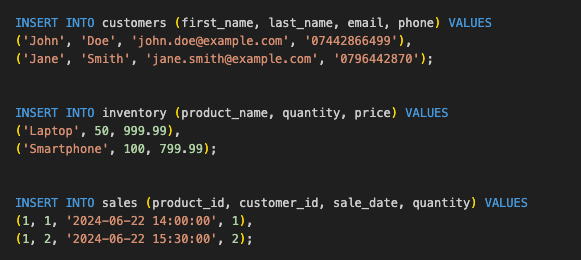 INSERT INTO customers (first_name, last_name, email, phone) VALUES
('John', 'Doe', 'john.doe@example.com', '07442866499'),
('Jane', 'Smith', 'jane.smith@example.com', '0796442870');
INSERT INTO inventory (product_name, quantity, price) VALUES
('Laptop', 50, 999.99),
('Smartphone', 100, 799.99);
INSERT INTO sales (product_id, customer_id, sale_date, quantity) VALUES
(1, 1, '2024-06-22 14:00:00', 1),
(1, 2, '2024-06-22 15:30:00', 2);